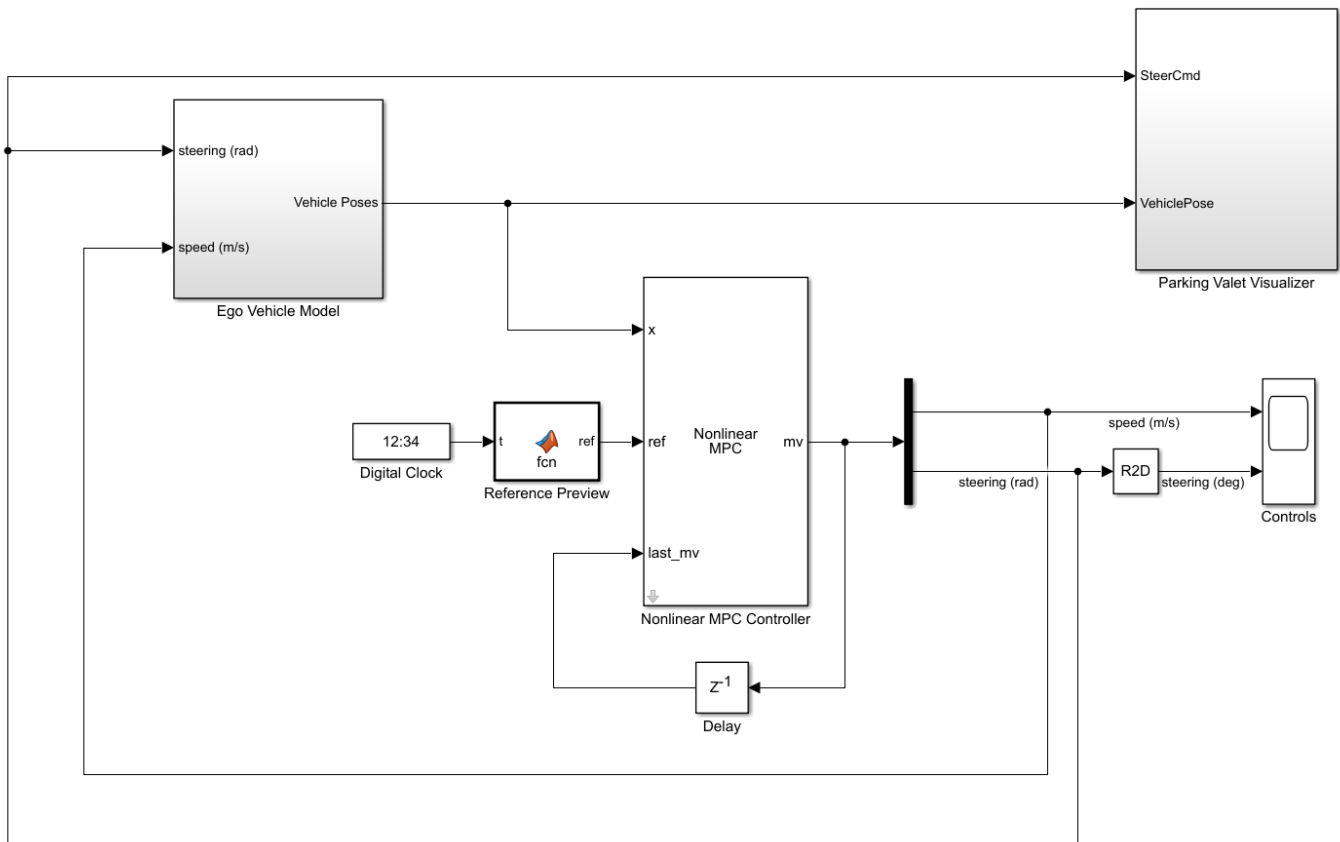 SteerCmd
steering (rad)
Vehicle Poses
VehiclePose
speed (m/s)
Parking Valet Visualizer
Ego Vehicle Model
x
12:34
Digital Clock
t
ref
fcn
Reference Preview
ref
Nonlinear
MPC
mv
last_mv
Nonlinear MPC Controller
speed (m/s)
steering (rad)
R2D
steering (deg)
Controls
Z-1
Delay